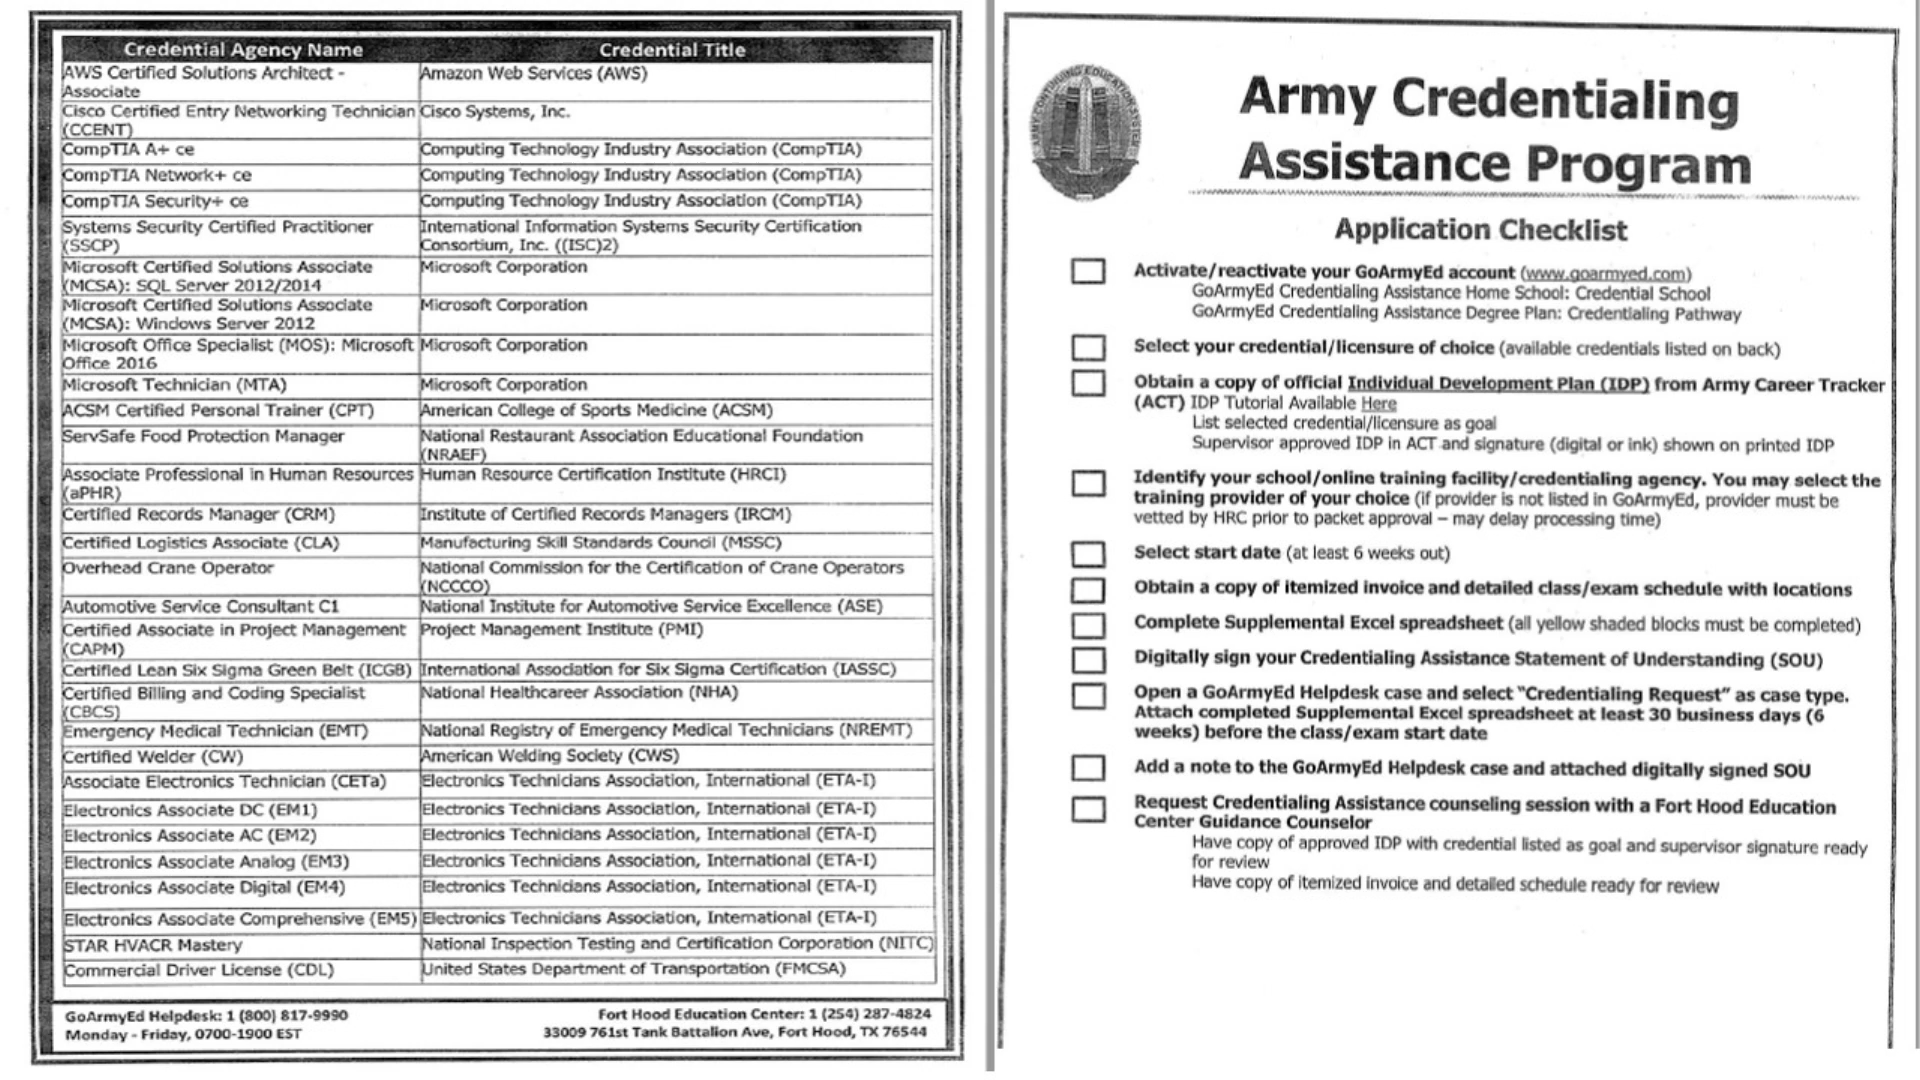 Credential Agency Name Credential Title
AWS Certified Solutions Architect - Amazon Web Services (AWS)
Associate
Cisco Certified Entry Networking Technician Cisco Systems, Inc.
(CCENT)
CompTIA A+ ce Computing Technology Industry Association (CompTIA)
CompTIA Network+ ce Computing Technology Industry Association (CompTIA)
CompTIA Security+ ce Computing Technology Industry Association (CompTIA)
Systems Security Certified Practitioner International Information Systems Security Certification
(SSCP) Consortium, Inc. ((ISC)2)
Microsoft Certified Solutions Associate Microsoft Corporation
(MCSA): SQL Server 2012/2014
Microsoft Certified Solutions Associate Microsoft Corporation
(MCSA): Windows Server 2012
Microsoft Office Specialist (MOS): Microsoft Microsoft Corporation
Office 2016
Microsoft Technician (MTA) Microsoft Corporation
ACSM Certified Personal Trainer (CPT) American College of Sports Medicine (ACSM)
ServSafe Food Protection Manager National Restaurant Association Educational Foundation
(NRAEF)
Associate Professional in Human Resources Human Resource Certification Institute (HRCI)
(aPHR)
Certified Records Manager (CRM) Institute of Certified Records Managers (IRCM)
Certified Logistics Associate (CLA) Manufacturing Skill Standards Council (MSSC)
Overhead Crane Operator National Commission for the Certification of Crane Operators
(NCCCO)
Automotive Service Consultant C1 National Institute for Automotive Service Excellence (ASE)
Certified Associate in Project Management Project Management Institute (PMI)
(CAPM)
Certified Lean Six Sigma Green Belt (ICGB) International Association for Six Sigma Certification (IASSC)
Certified Billing and Coding Specialist National Healthcareer Association (NHA)
(CBCS)
Emergency Medical Technician (EMT) National Registry of Emergency Medical Technicians (NREMT)
Certified Welder (CW) American Welding Society (CWS)
Associate Electronics Technician (CETa) Electronics Technicians Association, International (ETA-I)
Electronics Associate DC (EM1) Electronics Technicians Association, International (ETA-I)
Electronics Associate AC (EM2) Electronics Technicians Association, International (ETA-I)
Electronics Associate Analog (EM3) Electronics Technicians Association, International (ETA-I)
Electronics Associate Digital (EM4) Electronics Technicians Association, International (ETA-I)
Electronics Associate Comprehensive (EM5) Electronics Technicians Association, International (ETA-I)
STAR HVACR Mastery National Inspection Testing and Certification Corporation (NITC)
Commercial Driver License (CDL) United States Department of Transportation (FMCSA)
GoArmyEd Helpdesk: 1 (800) 817-9990 Fort Hood Education Center: 1 (254) 287-4824
Monday - Friday, 0700-1900 EST 33009 761st Tank Battalion Ave, Fort Hood, TX 76544
ARMY CONTINUING EDUCATION SYSTEM
Army Credentialing
Assistance Program
Application Checklist
Activate/reactivate your GoArmyEd account (www.goarmyed.com)
GoArmyEd Credentialing Assistance Home School: Credential School
GoArmyEd Credentialing Assistance Degree Plan: Credentialing Pathway
Select your credential/licensure of choice (available credentials listed on back)
Obtain a copy of official Individual Development Plan (IDP) from Army Career Tracker
(ACT) IDP Tutorial Available Here
List selected credential/licensure as goal
Supervisor approved IDP in ACT and signature (digital or ink) shown on printed IDP
Identify your school/online training facility/credentialing agency. You may select the
training provider of your choice (if provider is not listed in GoArmyEd, provider must be
vetted by HRC prior to packet approval – may delay processing time)
Select start date (at least 6 weeks out)
Obtain a copy of itemized invoice and detailed class/exam schedule with locations
Complete Supplemental Excel spreadsheet (all yellow shaded blocks must be completed)
Digitally sign your Credentialing Assistance Statement of Understanding (SOU)
Open a GoArmyEd Helpdesk case and select "Credentialing Request" as case type.
Attach completed Supplemental Excel spreadsheet at least 30 business days (6
weeks) before the class/exam start date
Add a note to the GoArmyEd Helpdesk case and attached digitally signed SOU
Request Credentialing Assistance counseling session with a Fort Hood Education
Center Guidance Counselor
Have copy of approved IDP with credential listed as goal and supervisor signature ready
for review
Have copy of itemized invoice and detailed schedule ready for review